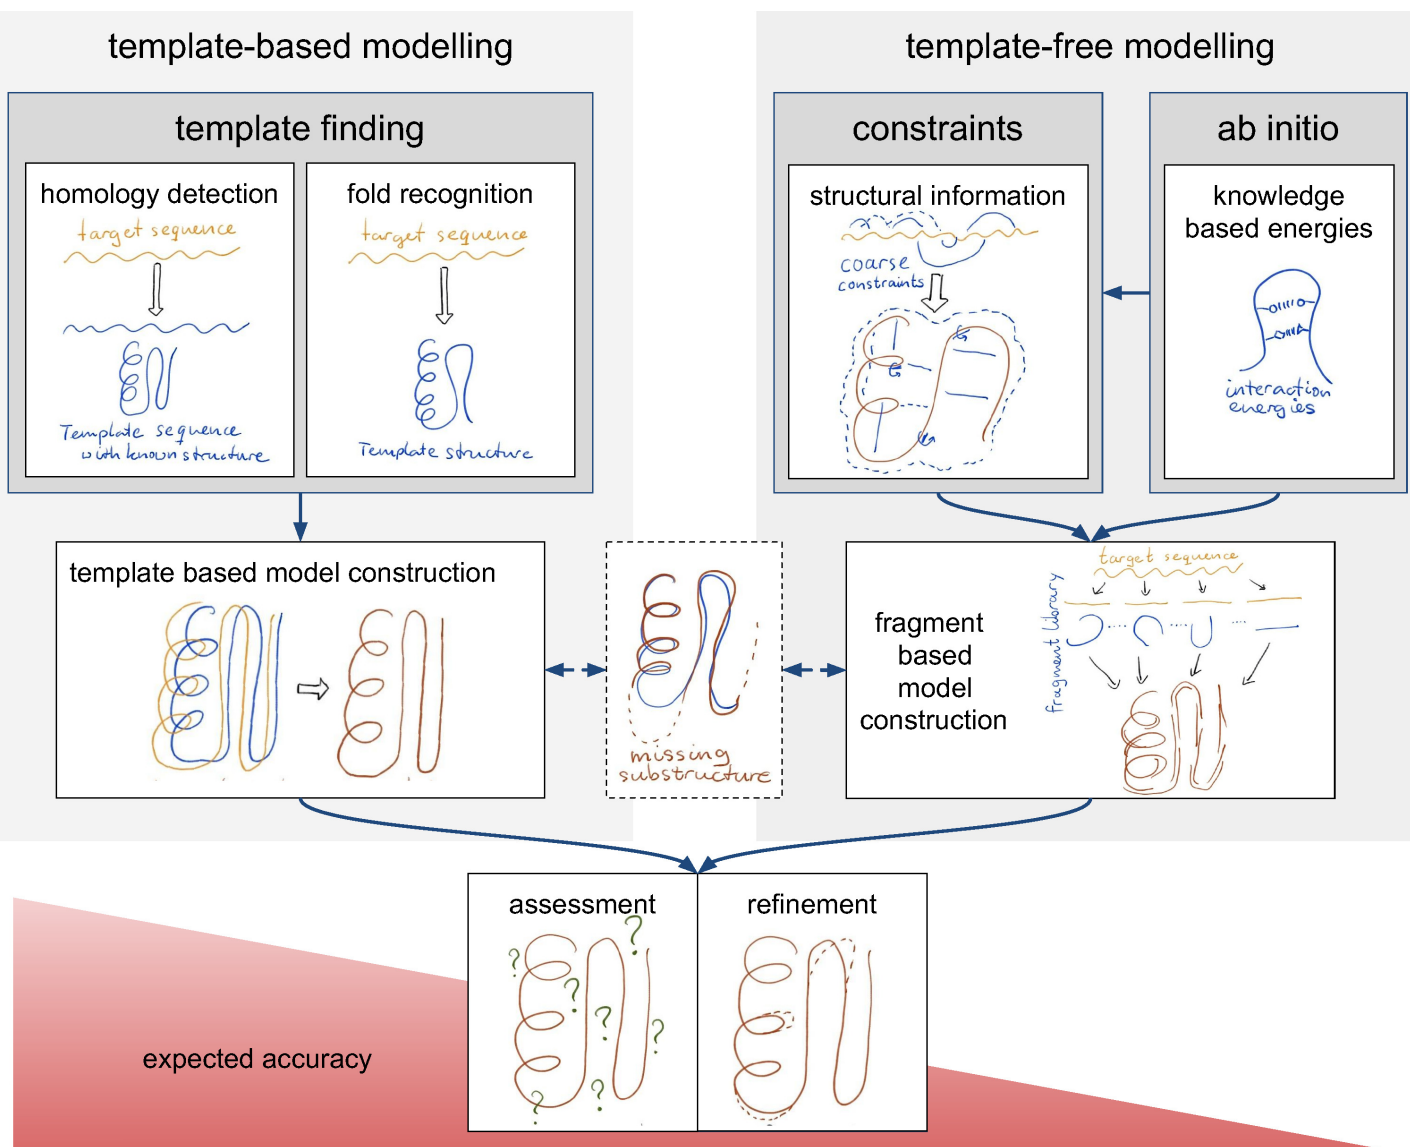 template-based modelling
template finding
homology detection
target sequence
Template sequence
with known structure
fold recognition
target sequence
Template structure
template based model construction
missing
substructure
template-free modelling
constraints
structural information
coarse
constraints
ab initio
knowledge
based energies
interaction
energies
fragment
based
model
construction
target sequence
fragment library
assessment
? ? ? ? ? ? ?
refinement
expected accuracy